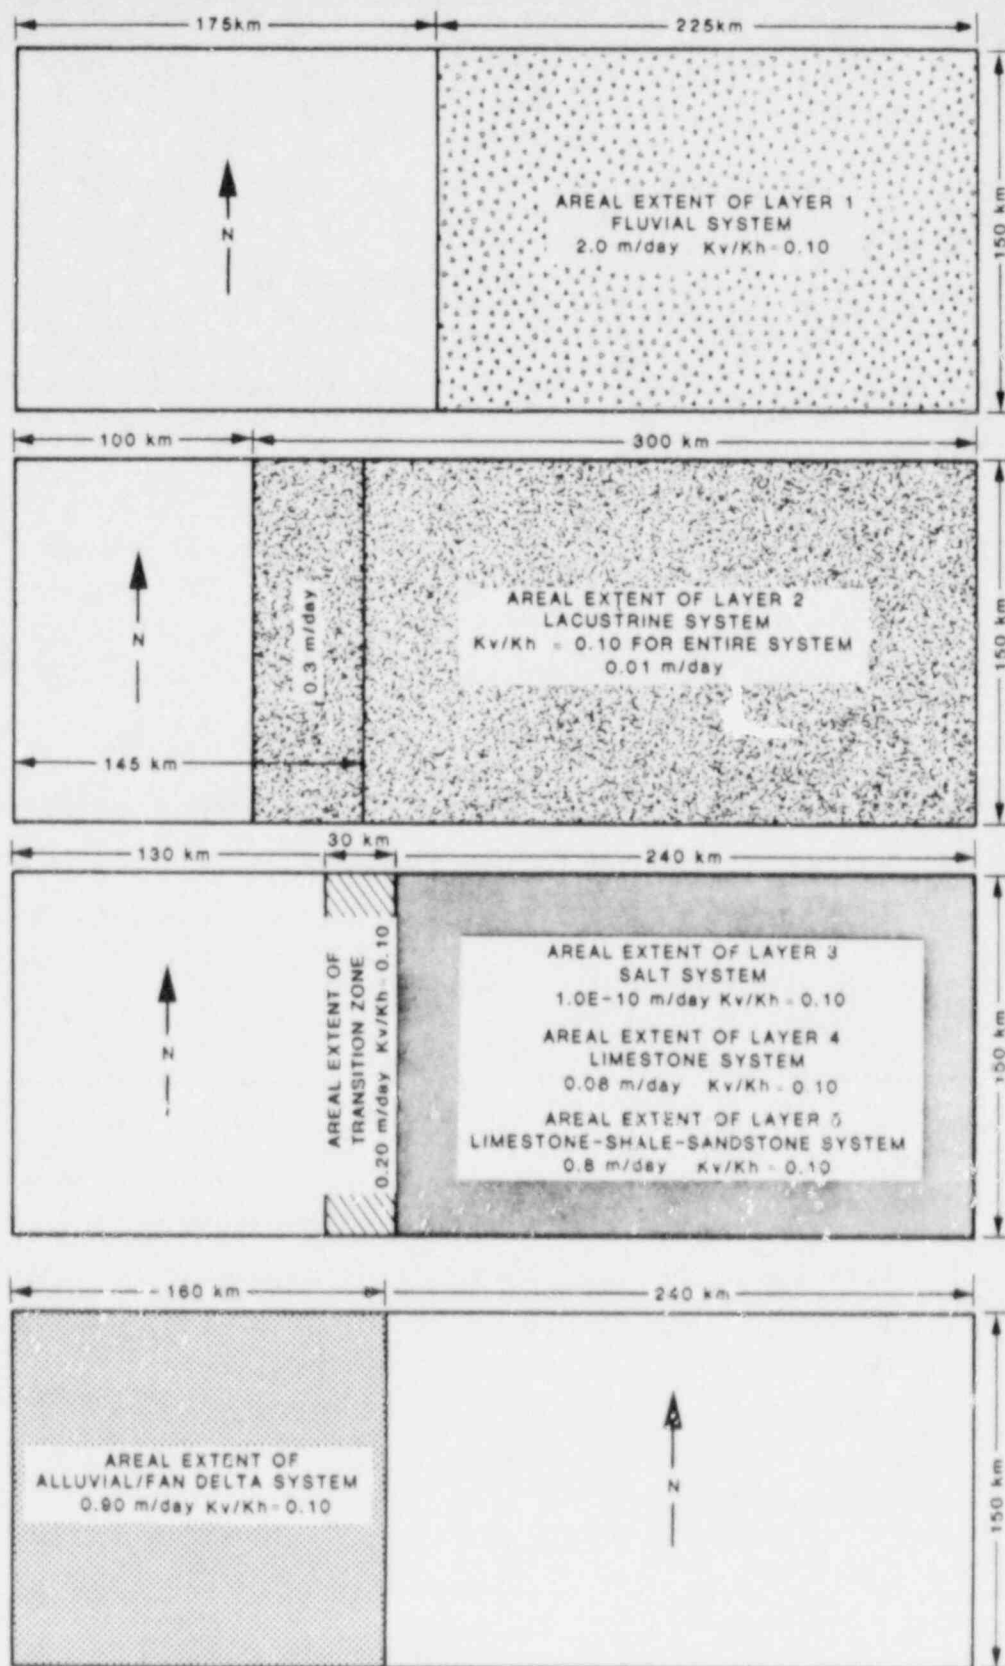 175km
225km
N
AREAL EXTENT OF LAYER 1
FLUVIAL SYSTEM
2.0 m/day Kv/Kh=0.10
150 km
100 km
300 km
N
0.3 m/day
145 km
AREAL EXTENT OF LAYER 2
LACUSTRINE SYSTEM
Kv/Kh = 0.10 FOR ENTIRE SYSTEM
0.01 m/day
150 km
130 km
30 km
240 km
N
AREAL EXTENT OF
TRANSITION ZONE
0.20 m/day Kv/Kh=0.10
AREAL EXTENT OF LAYER 3
SALT SYSTEM
1.0E-10 m/day Kv/Kh=0.10
AREAL EXTENT OF LAYER 4
LIMESTONE SYSTEM
0.08 m/day Kv/Kh=0.10
AREAL EXTENT OF LAYER 5
LIMESTONE-SHALE-SANDSTONE SYSTEM
0.8 m/day Kv/Kh=0.10
150 km
160 km
240 km
AREAL EXTENT OF
ALLUVIAL/FAN DELTA SYSTEM
0.90 m/day Kv/Kh=0.10
N
150 km